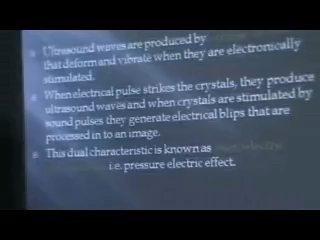 Ultrasound waves are produced by
that deform and vibrate when they are electronically
stimulated.
When electrical pulse strikes the crystals, they produce
ultrasound waves and when crystals are stimulated by
sound pulses they generate electrical blips that are
processed in to an image.
This dual characteristic is known as
i.e. pressure electric effect.